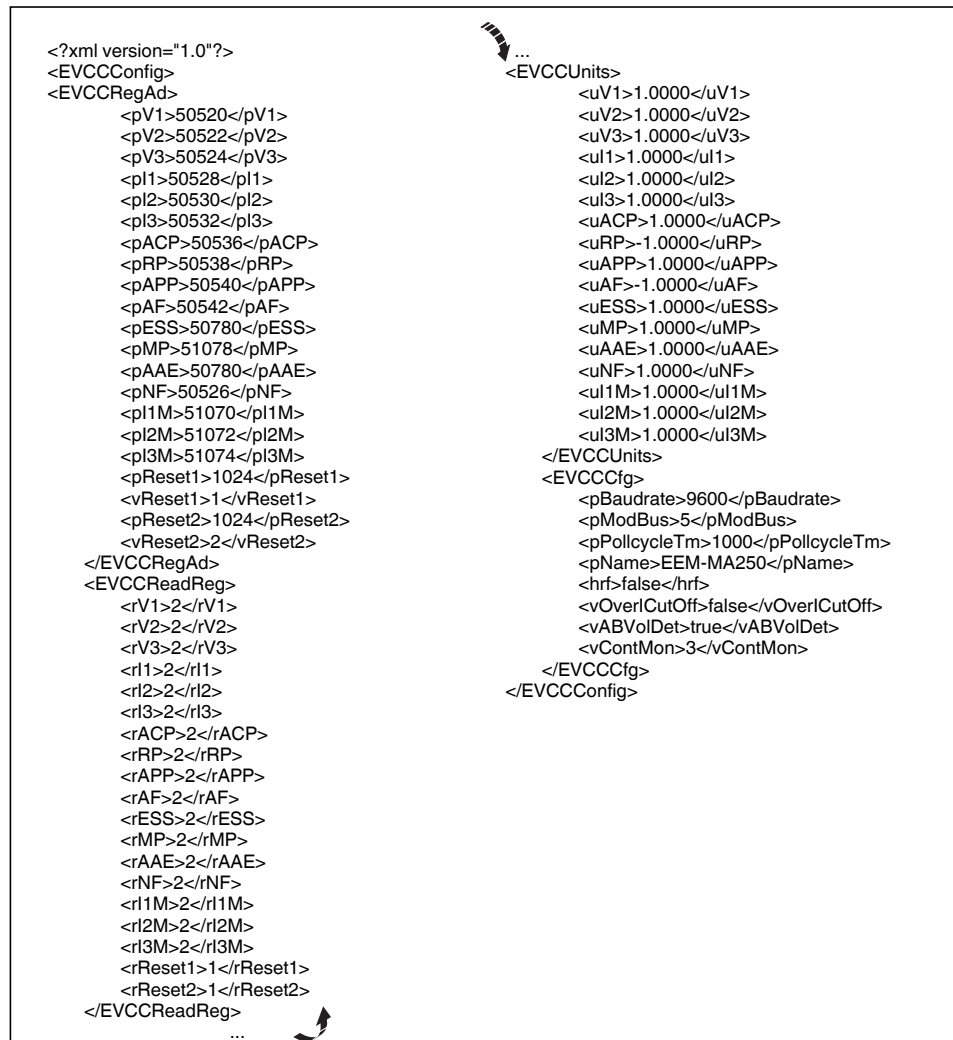 <?xml version="1.0"?>
<EVCCConfig>
<EVCCRegAd>
<pV1>50520</pV1>
<pV2>50522</pV2>
<pV3>50524</pV3>
<pI1>50528</pI1>
<pI2>50530</pI2>
<pI3>50532</pI3>
<pACP>50536</pACP>
<pRP>50538</pRP>
<pAPP>50540</pAPP>
<pAF>50542</pAF>
<pESS>50780</pESS>
<pMP>51078</pMP>
<pAAE>50780</pAAE>
<pNF>50526</pNF>
<pI1M>51070</pI1M>
<pI2M>51072</pI2M>
<pI3M>51074</pI3M>
<pReset1>1024</pReset1>
<vReset1>1</vReset1>
<pReset2>1024</pReset2>
<vReset2>2</vReset2>
</EVCCRegAd>
<EVCCReadReg>
<rV1>2</rV1>
<rV2>2</rV2>
<rV3>2</rV3>
<rI1>2</rI1>
<rI2>2</rI2>
<rI3>2</rI3>
<rACP>2</rACP>
<rRP>2</rRP>
<rAPP>2</rAPP>
<rAF>2</rAF>
<rESS>2</rESS>
<rMP>2</rMP>
<rAAE>2</rAAE>
<rNF>2</rNF>
<rI1M>2</rI1M>
<rI2M>2</rI2M>
<rI3M>2</rI3M>
<rReset1>1</rReset1>
<rReset2>1</rReset2>
</EVCCReadReg>
...
...
<EVCCUnits>
<uV1>1.0000</uV1>
<uV2>1.0000</uV2>
<uV3>1.0000</uV3>
<uI1>1.0000</uI1>
<uI2>1.0000</uI2>
<uI3>1.0000</uI3>
<uACP>1.0000</uACP>
<uRP>-1.0000</uRP>
<uAPP>1.0000</uAPP>
<uAF>-1.0000</uAF>
<uESS>1.0000</uESS>
<uMP>1.0000</uMP>
<uAAE>1.0000</uAAE>
<uNF>1.0000</uNF>
<uI1M>1.0000</uI1M>
<uI2M>1.0000</uI2M>
<uI3M>1.0000</uI3M>
</EVCCUnits>
<EVCCCfg>
<pBaudrate>9600</pBaudrate>
<pModBus>5</pModBus>
<pPollcycleTm>1000</pPollcycleTm>
<pName>EEM-MA250</pName>
<hrf>false</hrf>
<vOverICutOff>false</vOverICutOff>
<vABVolDet>true</vABVolDet>
<vContMon>3</vContMon>
</EVCCCfg>
</EVCCConfig>